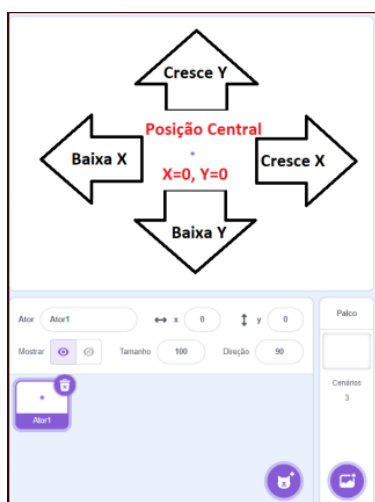 Cresce Y
Posição Central
Baixa X
Cresce X
X=0, Y=0
Baixa Y
Ator Ator1 x 0 y 0
Mostrar Tamanho 100 Direção 90
Ator1
Palco
Cenários
3